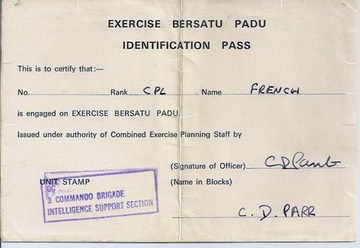 EXERCISE BERSATU PADU
IDENTIFICATION PASS
This is to certify that:—
No. Rank CPL Name FRENCH
is engaged on EXERCISE BERSATU PADU.
Issued under authority of Combined Exercise Planning Staff by
(Signature of Officer)
UNIT STAMP (Name in Blocks)
OC
3 COMMANDO BRIGADE
INTELLIGENCE SUPPORT SECTION
C. D. PARR